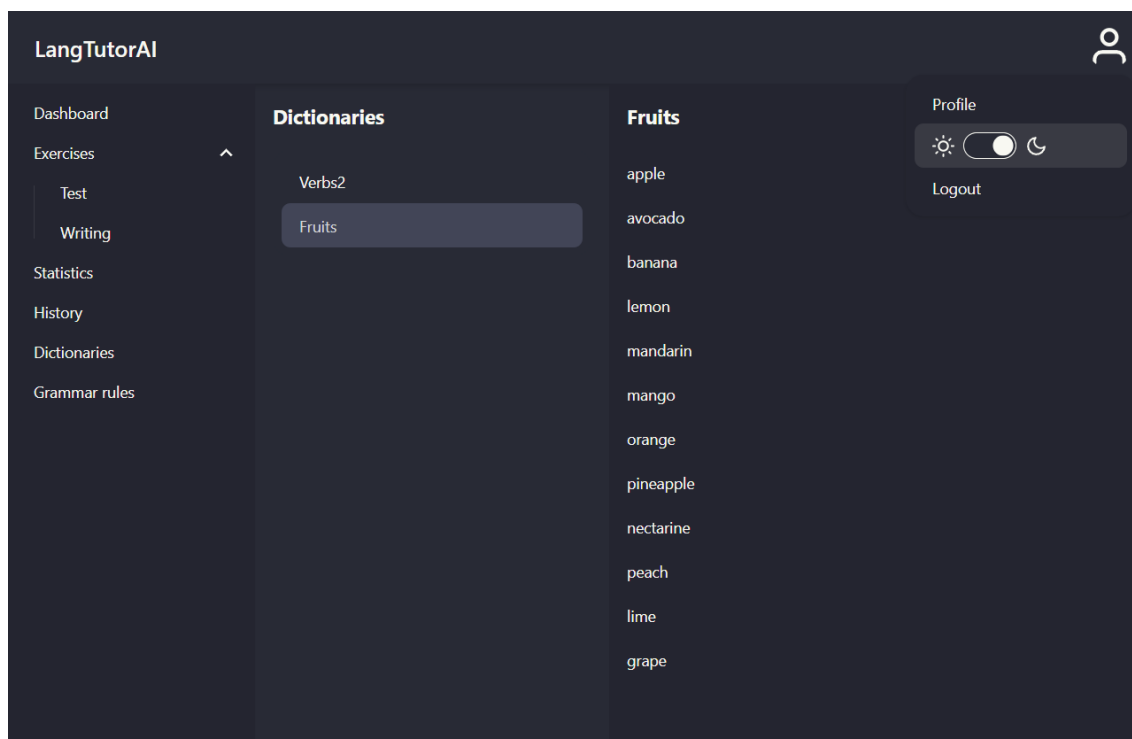 LangTutorAI
Dashboard
Exercises
Test
Writing
Statistics
History
Dictionaries
Grammar rules
Dictionaries
Verbs2
Fruits
Fruits
apple
avocado
banana
lemon
mandarin
mango
orange
pineapple
nectarine
peach
lime
grape
Profile
Logout